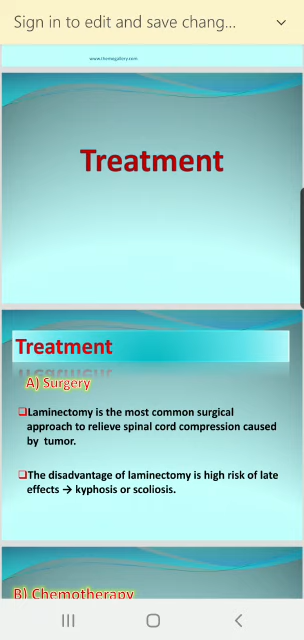 Sign in to edit and save chang...
www.themegallery.com
Treatment
Treatment
A) Surgery
❑Laminectomy is the most common surgical
approach to relieve spinal cord compression caused
by tumor.
❑The disadvantage of laminectomy is high risk of late
effects → kyphosis or scoliosis.
B) Chemotherapy